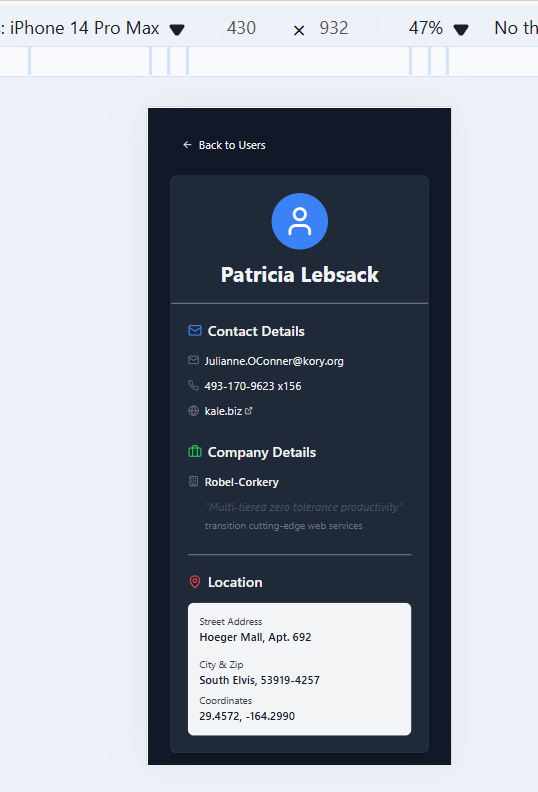 : iPhone 14 Pro Max 430 × 932 47% No th
Back to Users
Patricia Lebsack
Contact Details
Julianne.OConner@kory.org
493-170-9623 x156
kale.biz
Company Details
Robel-Corkery
"Multi-tiered zero tolerance productivity"
transition cutting-edge web services
Location
Street Address
Hoeger Mall, Apt. 692
City & Zip
South Elvis, 53919-4257
Coordinates
29.4572, -164.2990